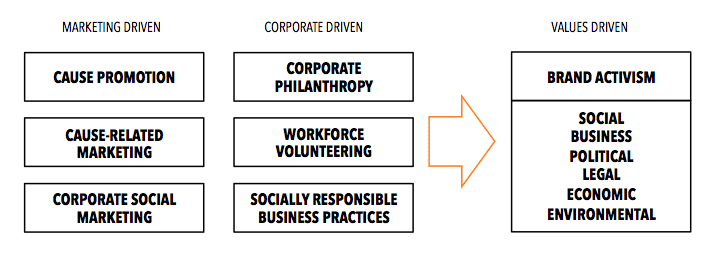 MARKETING DRIVEN
CORPORATE DRIVEN
VALUES DRIVEN
CAUSE PROMOTION
CORPORATE
PHILANTHROPY
BRAND ACTIVISM
CAUSE-RELATED
MARKETING
WORKFORCE
VOLUNTEERING
CORPORATE SOCIAL
MARKETING
SOCIALLY RESPONSIBLE
BUSINESS PRACTICES
SOCIAL
BUSINESS
POLITICAL
LEGAL
ECONOMIC
ENVIRONMENTAL